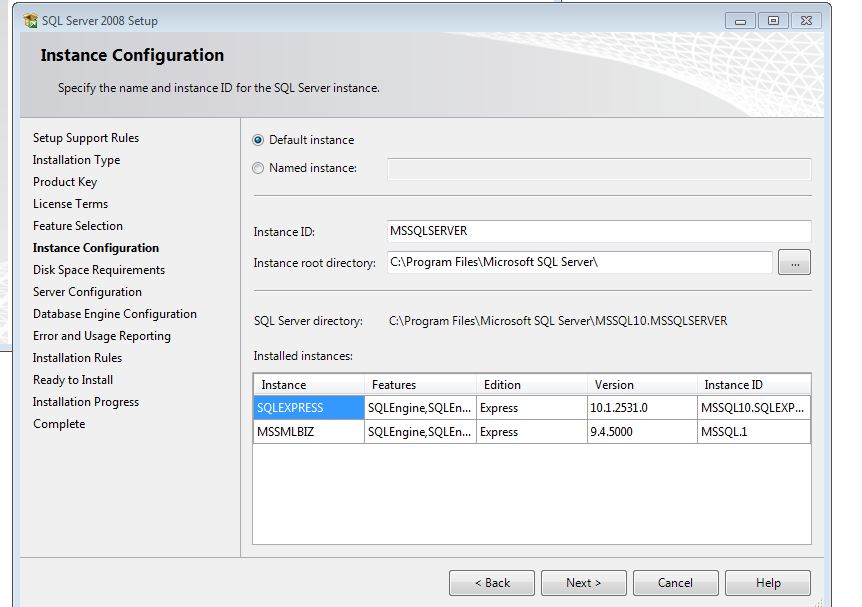 SQL Server 2008 Setup
Instance Configuration
Specify the name and instance ID for the SQL Server instance.
Setup Support Rules
Installation Type
Product Key
License Terms
Feature Selection
Instance Configuration
Disk Space Requirements
Server Configuration
Database Engine Configuration
Error and Usage Reporting
Installation Rules
Ready to Install
Installation Progress
Complete
Default instance
Named instance:
Instance ID: MSSQLSERVER
Instance root directory: C:\Program Files\Microsoft SQL Server\ ...
SQL Server directory: C:\Program Files\Microsoft SQL Server\MSSQL10.MSSQLSERVER
Installed instances:
Instance Features Edition Version Instance ID
SQLEXPRESS SQLEngine,SQLEn... Express 10.1.2531.0 MSSQL10.SQLEXP...
MSSMLBIZ SQLEngine,SQLEn... Express 9.4.5000 MSSQL.1
< Back Next > Cancel Help